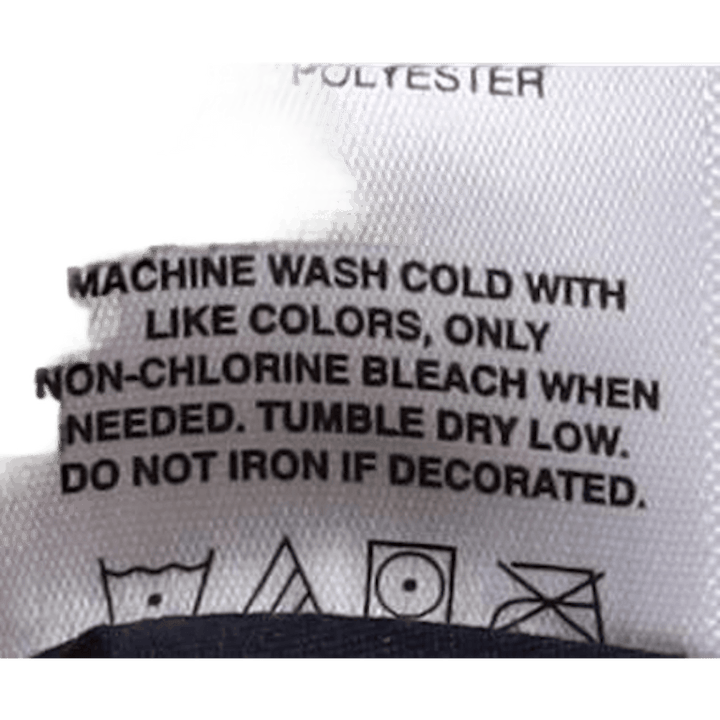 POLYESTER
MACHINE WASH COLD WITH
LIKE COLORS, ONLY
NON-CHLORINE BLEACH WHEN
NEEDED. TUMBLE DRY LOW.
DO NOT IRON IF DECORATED.